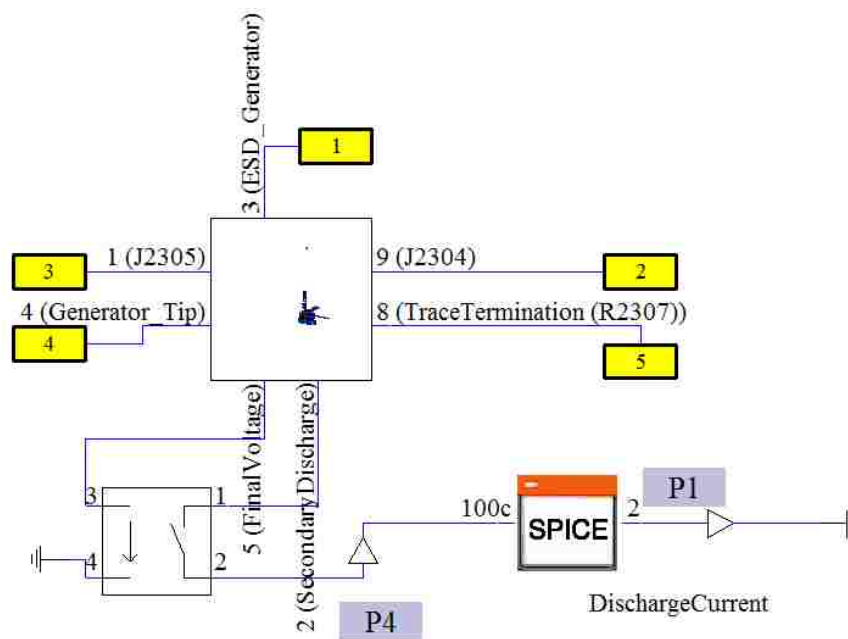 3 (ESD_Generator)
1
1 (J2305)
9 (J2304)
3
2
4 (Generator_Tip)
8 (TraceTermination (R2307))
4
5
5 (FinalVoltage)
2 (SecondaryDischarge)
3
1
4
2
100c
SPICE
2
P1
P4
DischargeCurrent